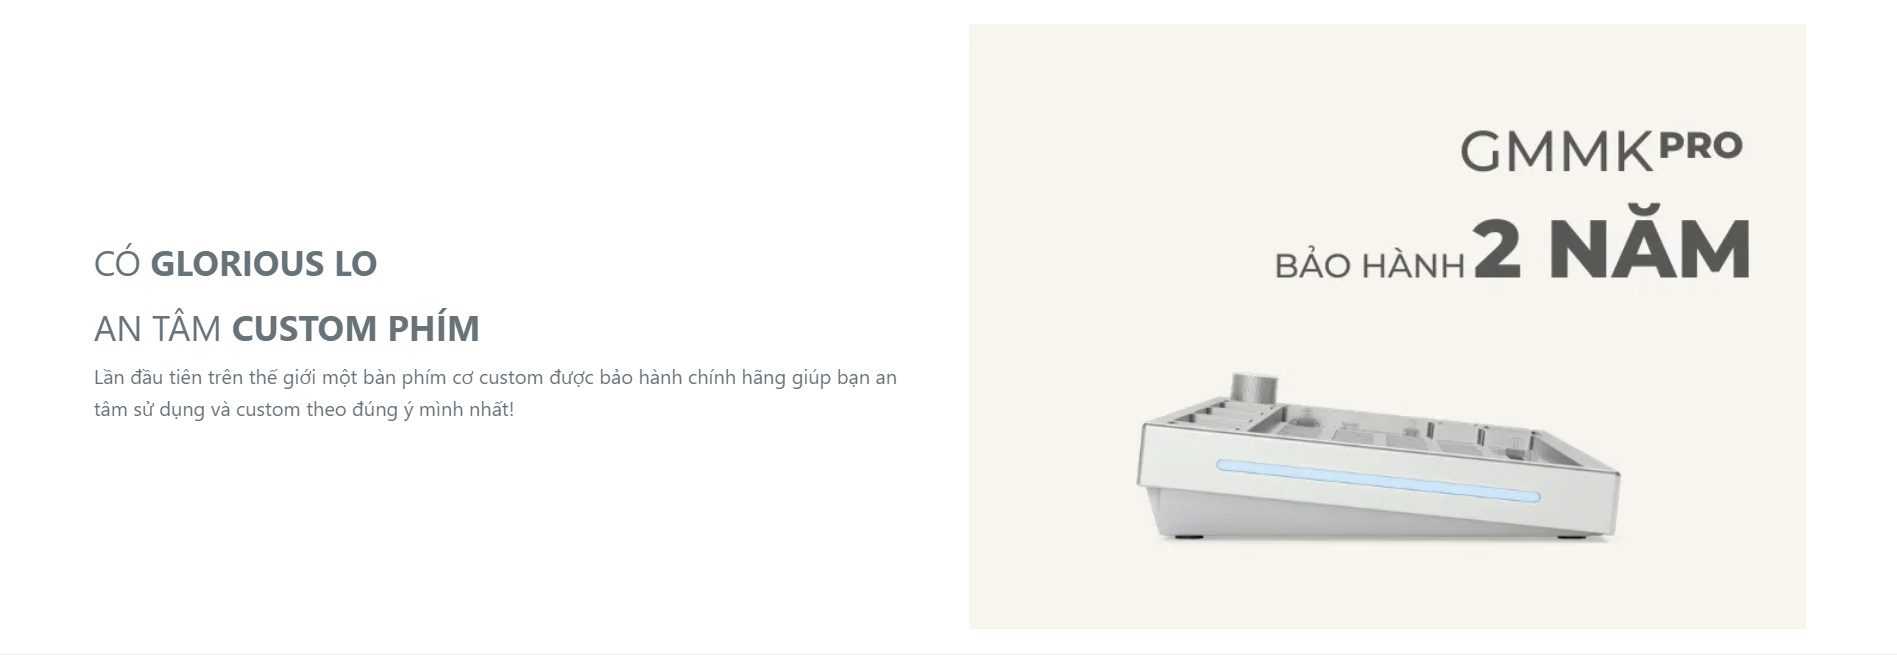 CÓ GLORIOUS LO
AN TÂM CUSTOM PHÍM
Lần đầu tiên trên thế giới một bàn phím cơ custom được bảo hành chính hãng giúp bạn an
tâm sử dụng và custom theo đúng ý mình nhất!
GMMK PRO
BẢO HÀNH 2 NĂM